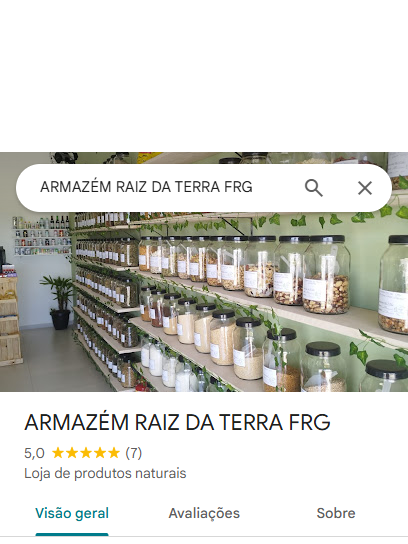 ARMAZÉM RAIZ DA TERRA FRG
ARMAZÉM RAIZ DA TERRA FRG
5,0 ★★★★★ (7)
Loja de produtos naturais
Visão geral Avaliações Sobre